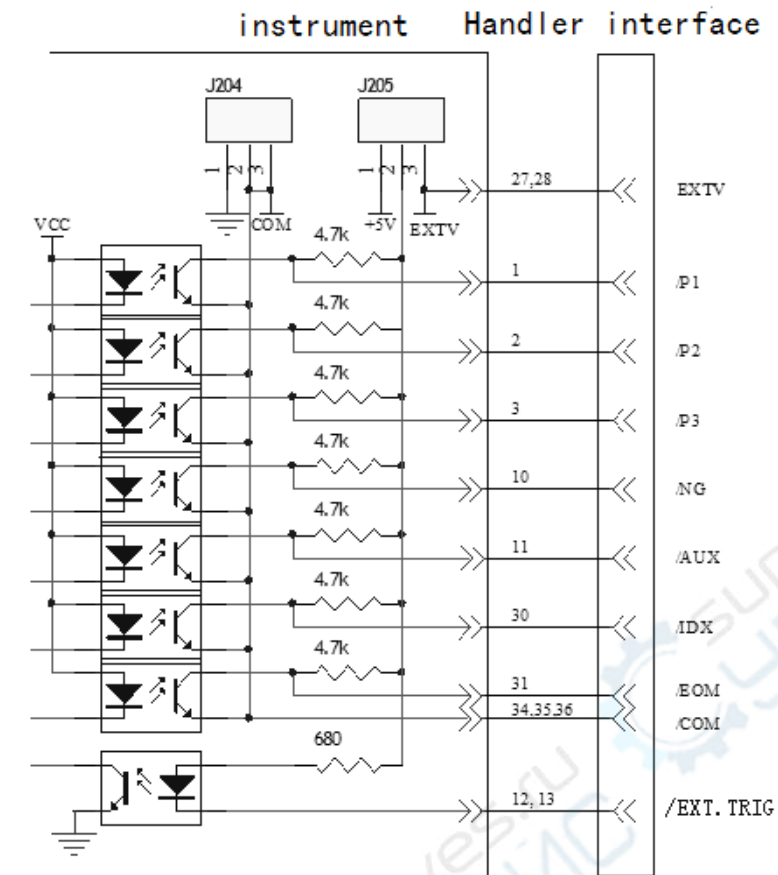 instrument Handler interface
J204 J205
1 2 3 1 2 3
27,28 EXTV
VCC COM +5V EXTV
4.7k
1 /P1
4.7k
2 /P2
4.7k
3 /P3
4.7k
10 /NG
4.7k
11 /AUX
4.7k
30 /IDX
4.7k
31 /EOM
34,35,36 /COM
680
12, 13 /EXT. TRIG